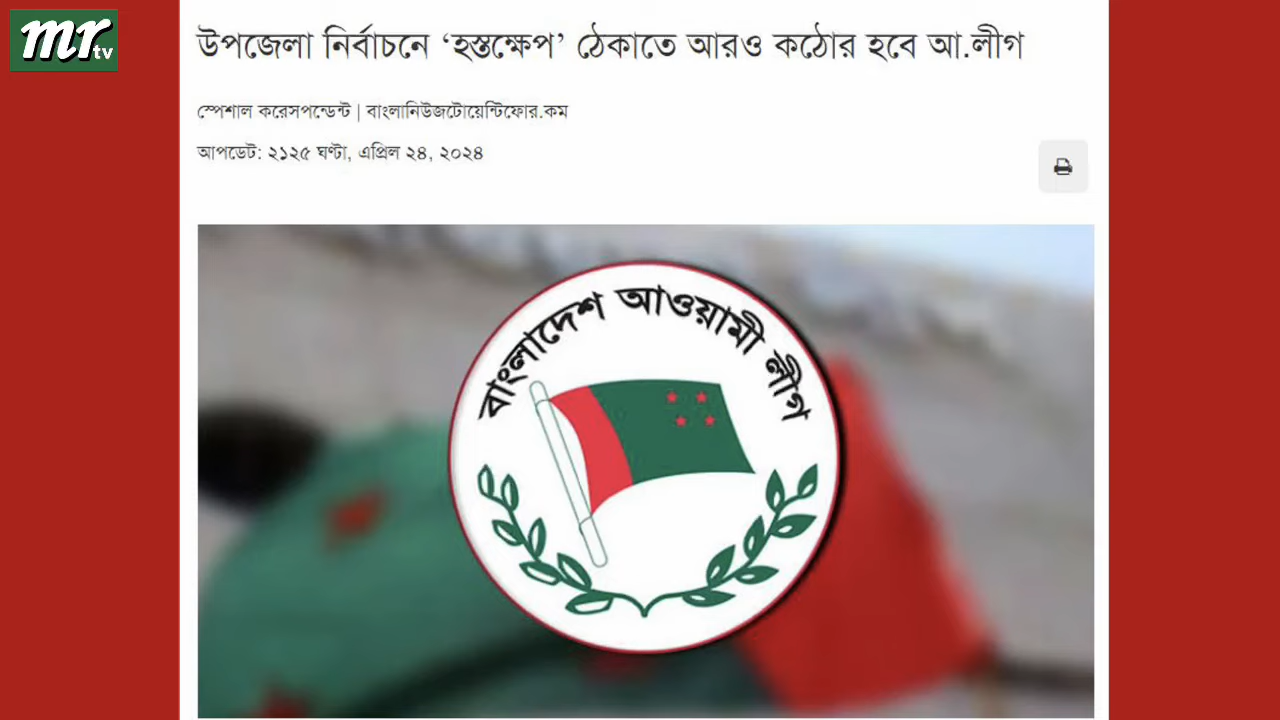 mr tv
উপজেলা নির্বাচনে ‘হস্তক্ষেপ’ ঠেকাতে আরও কঠোর হবে আ.লীগ
স্পেশাল করেসপন্ডেন্ট | বাংলানিউজটোয়েন্টিফোর.কম
আপডেট: ২১২৫ ঘণ্টা, এপ্রিল ২৪, ২০২৪
বাংলাদেশ আওয়ামী লীগ